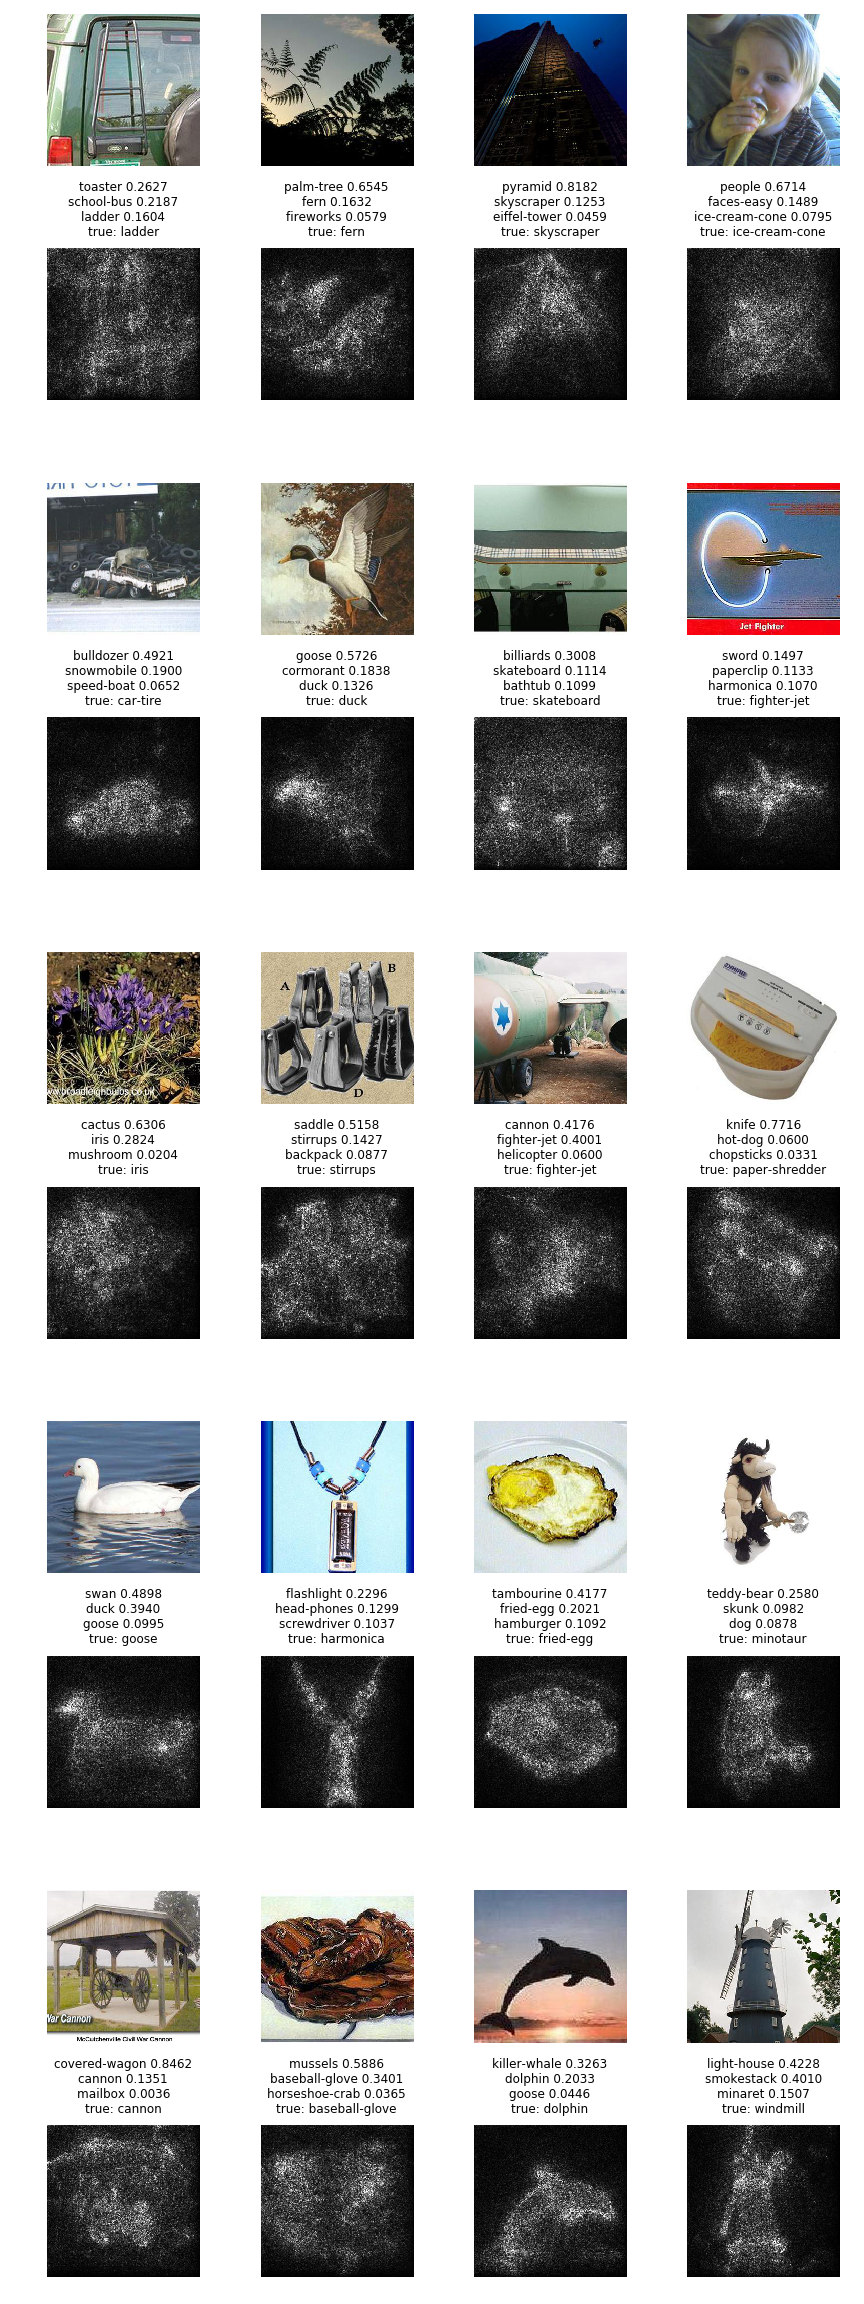 toaster 0.2627
school-bus 0.2187
ladder 0.1604
true: ladder
palm-tree 0.6545
fern 0.1632
fireworks 0.0579
true: fern
pyramid 0.8182
skyscraper 0.1253
eiffel-tower 0.0459
true: skyscraper
people 0.6714
faces-easy 0.1489
ice-cream-cone 0.0795
true: ice-cream-cone
Jet Fighter
bulldozer 0.4921
snowmobile 0.1900
speed-boat 0.0652
true: car-tire
goose 0.5726
cormorant 0.1838
duck 0.1326
true: duck
billiards 0.3008
skateboard 0.1114
bathtub 0.1099
true: skateboard
sword 0.1497
paperclip 0.1133
harmonica 0.1070
true: fighter-jet
A
B
D
cactus 0.6306
iris 0.2824
mushroom 0.0204
true: iris
saddle 0.5158
stirrups 0.1427
backpack 0.0877
true: stirrups
cannon 0.4176
fighter-jet 0.4001
helicopter 0.0600
true: fighter-jet
knife 0.7716
hot-dog 0.0600
chopsticks 0.0331
true: paper-shredder
swan 0.4898
duck 0.3940
goose 0.0995
true: goose
flashlight 0.2296
head-phones 0.1299
screwdriver 0.1037
true: harmonica
tambourine 0.4177
fried-egg 0.2021
hamburger 0.1092
true: fried-egg
teddy-bear 0.2580
skunk 0.0982
dog 0.0878
true: minotaur
War Cannon
McCutchenville Civil War Cannon
covered-wagon 0.8462
cannon 0.1351
mailbox 0.0036
true: cannon
mussels 0.5886
baseball-glove 0.3401
horseshoe-crab 0.0365
true: baseball-glove
killer-whale 0.3263
dolphin 0.2033
goose 0.0446
true: dolphin
light-house 0.4228
smokestack 0.4010
minaret 0.1507
true: windmill